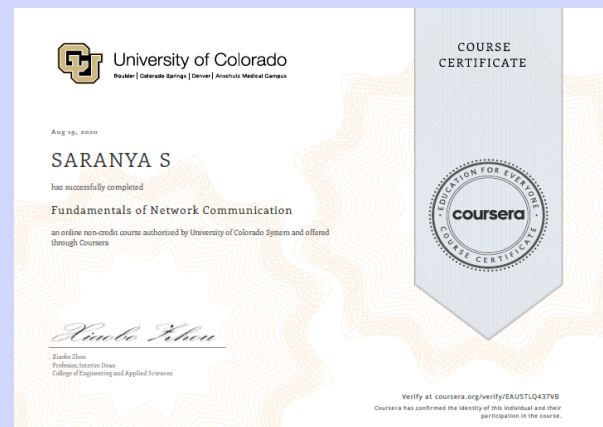 CU
University of Colorado
Boulder | Colorado Springs | Denver | Anschutz Medical Campus
COURSE
CERTIFICATE
Aug 19, 2020
SARANYA S
has successfully completed
Fundamentals of Network Communication
an online non-credit course authorized by University of Colorado System and offered
through Coursera
EDUCATION FOR EVERYONE
coursera
COURSE CERTIFICATE
Xiaobo Zhou
Xiaobo Zhou
Professor, Interim Dean
College of Engineering and Applied Sciences
Verify at coursera.org/verify/EAU5TLQ437VB
Coursera has confirmed the identity of this individual and their
participation in the course.